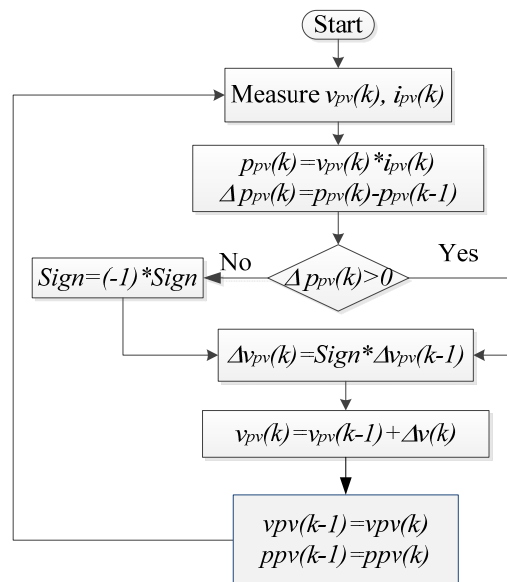 Start
Measure vpv(k), ipv(k)
ppv(k)=vpv(k)*ipv(k)
Δppv(k)=ppv(k)-ppv(k-1)
No
Yes
Sign=(-1)*Sign
Δppv(k)>0
Δvpv(k)=Sign*Δvpv(k-1)
vpv(k)=vpv(k-1)+Δv(k)
vpv(k-1)=vpv(k)
ppv(k-1)=ppv(k)